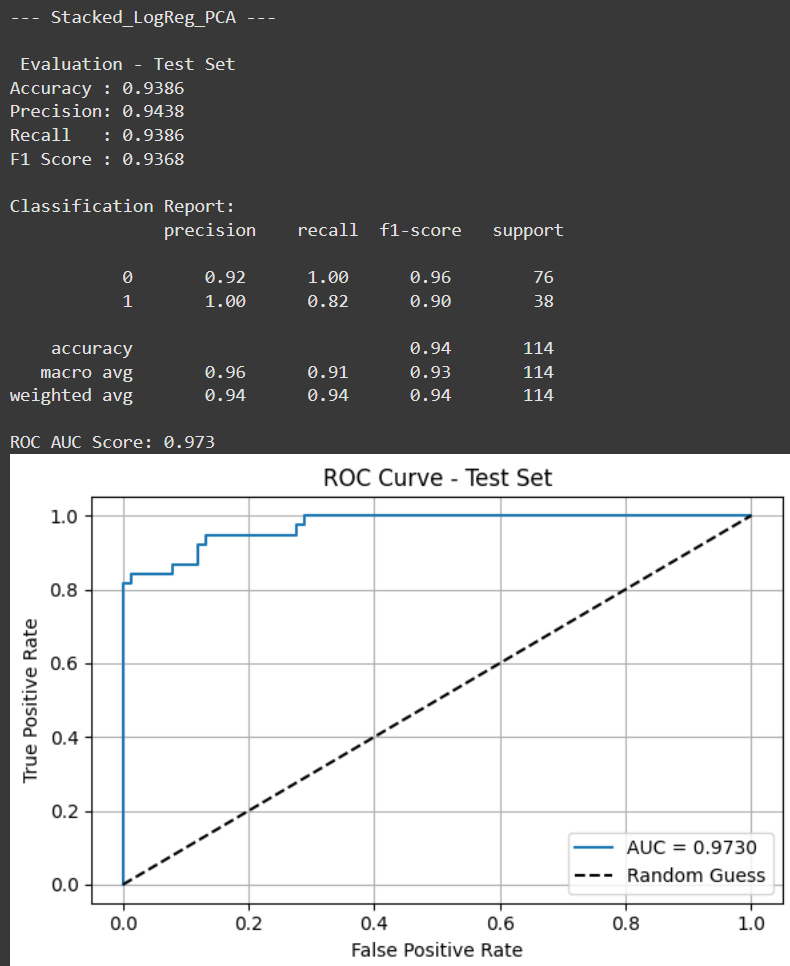 --- Stacked_LogReg_PCA ---
Evaluation - Test Set
Accuracy : 0.9386
Precision: 0.9438
Recall   : 0.9386
F1 Score : 0.9368
Classification Report:
precision    recall  f1-score   support
0       0.92      1.00      0.96        76
1       1.00      0.82      0.90        38
accuracy                           0.94       114
macro avg       0.96      0.91      0.93       114
weighted avg       0.94      0.94      0.94       114
ROC AUC Score: 0.973
ROC Curve - Test Set
1.0
0.8
0.6
0.4
0.2
0.0
True Positive Rate
AUC = 0.9730
Random Guess
0.0 0.2 0.4 0.6 0.8 1.0
False Positive Rate